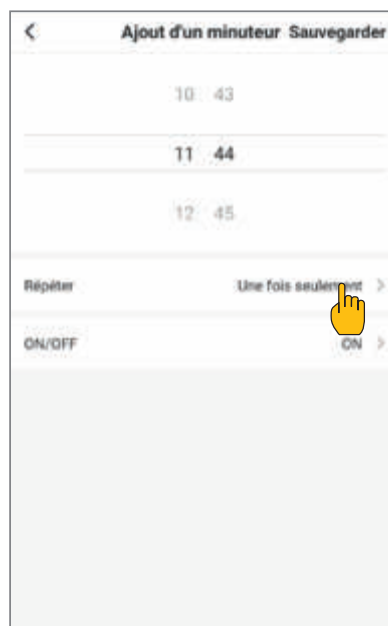 Ajout d'un minuteur Sauvegarder
10 43
11 44
12 45
Répéter Une fois seulement
ON/OFF ON